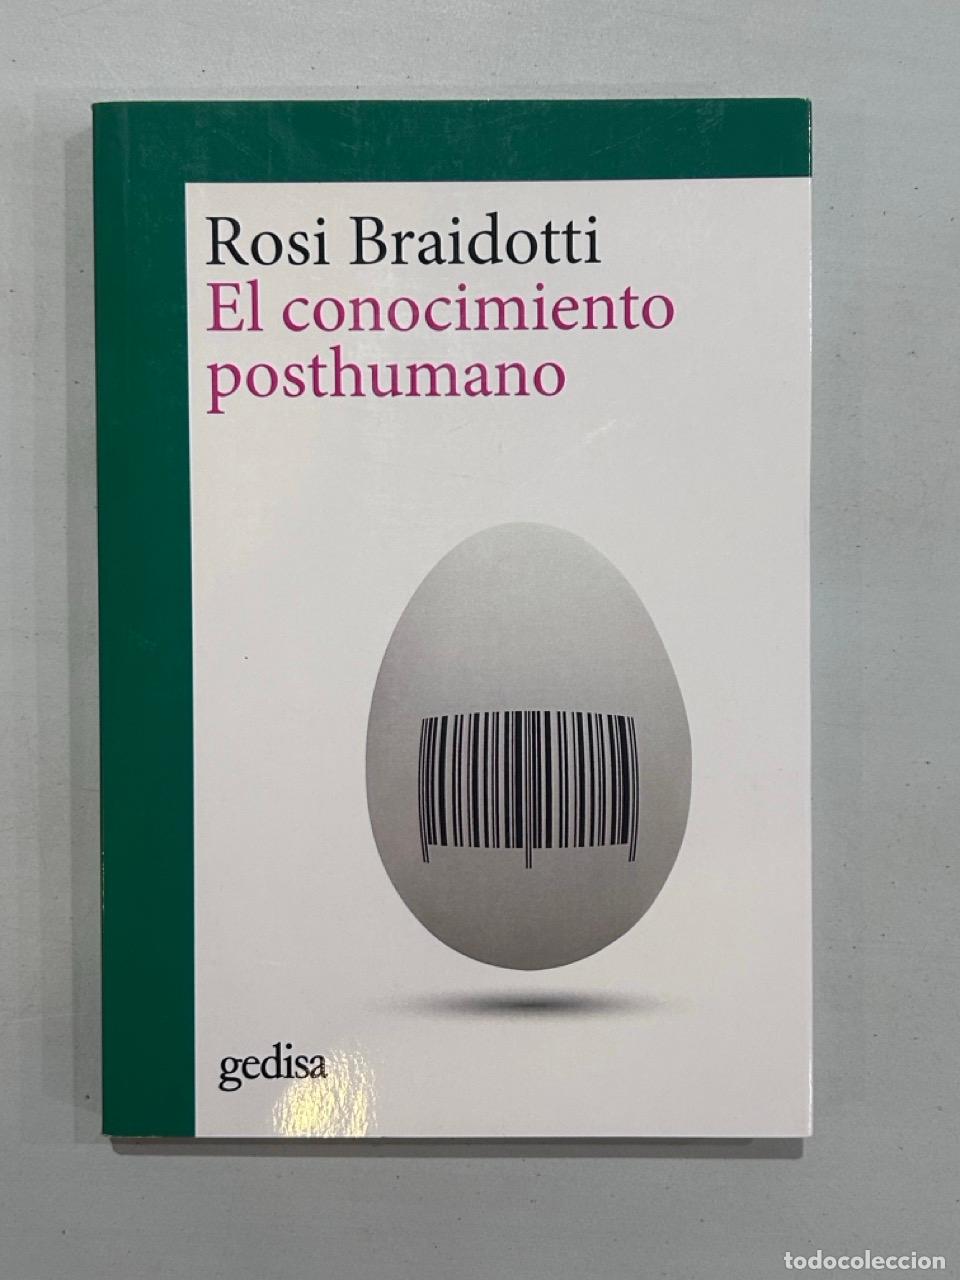 Rosi Braidotti
El conocimiento
posthumano
gedisa
todocoleccion